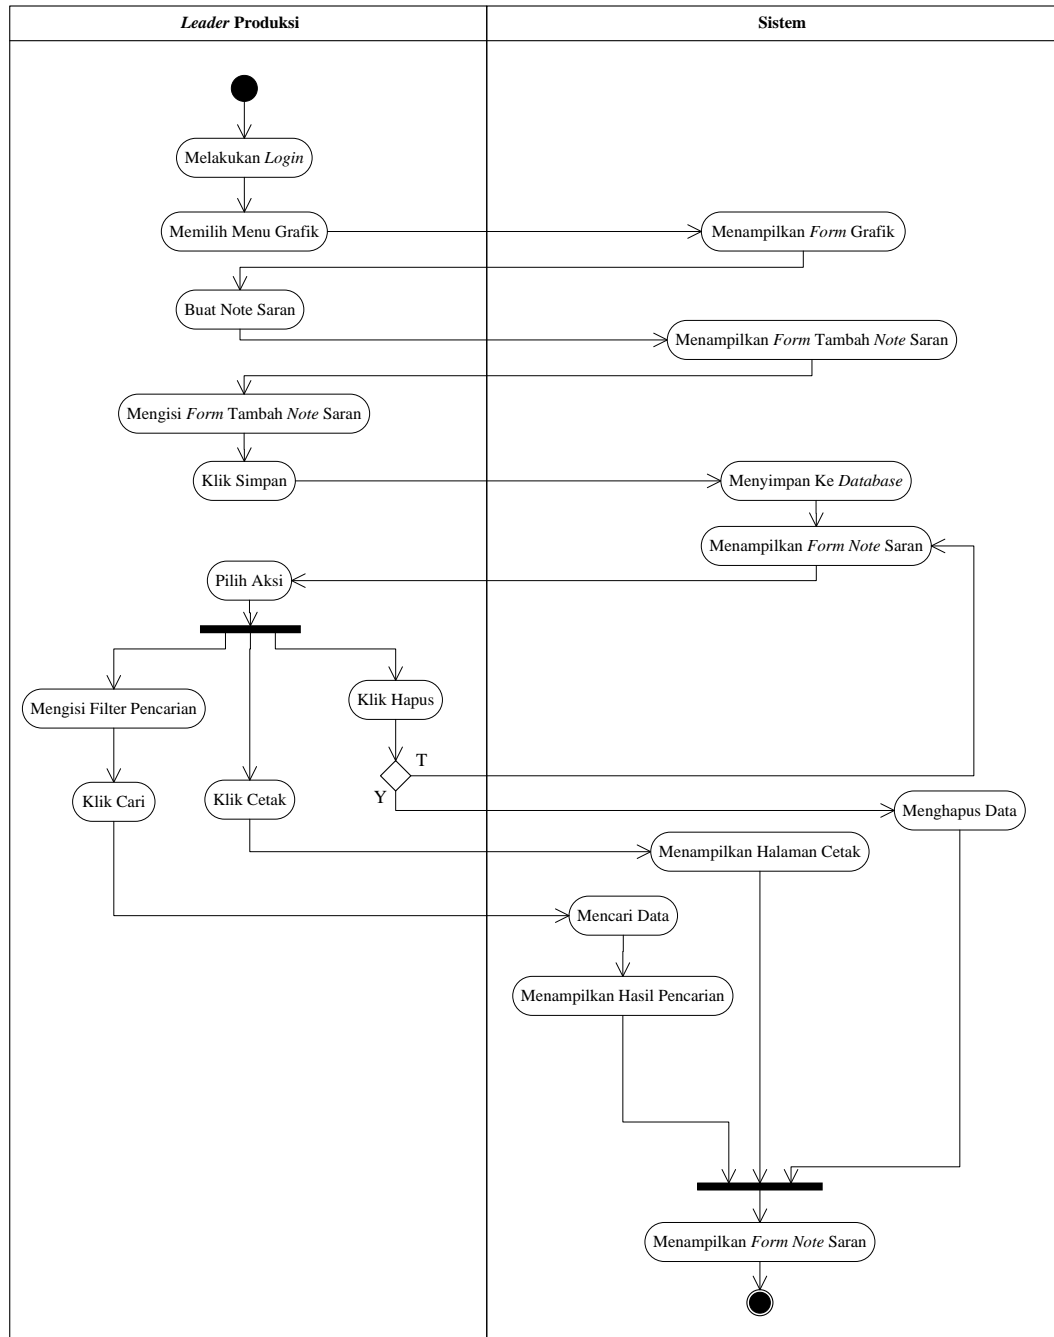 Leader Produksi
Sistem
Melakukan Login
Memilih Menu Grafik
Menampilkan Form Grafik
Buat Note Saran
Menampilkan Form Tambah Note Saran
Mengisi Form Tambah Note Saran
Klik Simpan
Menyimpan Ke Database
Menampilkan Form Note Saran
Pilih Aksi
Klik Hapus
Mengisi Filter Pencarian
T
Y
Klik Cari
Klik Cetak
Menghapus Data
Menampilkan Halaman Cetak
Mencari Data
Menampilkan Hasil Pencarian
Menampilkan Form Note Saran